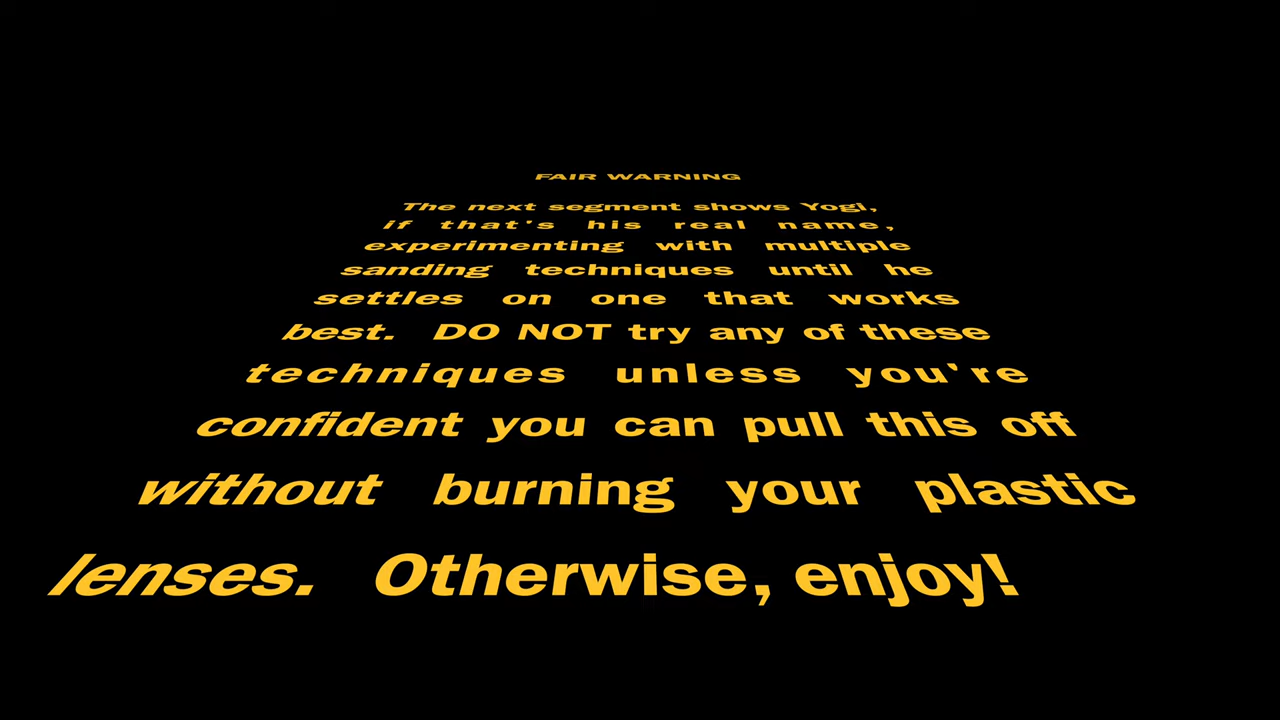 FAIR WARNING
The next segment shows Yogi,
if that's his real name,
experimenting with multiple
sanding techniques until he
settles on one that works
best. DO NOT try any of these
techniques unless you're
confident you can pull this off
without burning your plastic
lenses. Otherwise, enjoy!